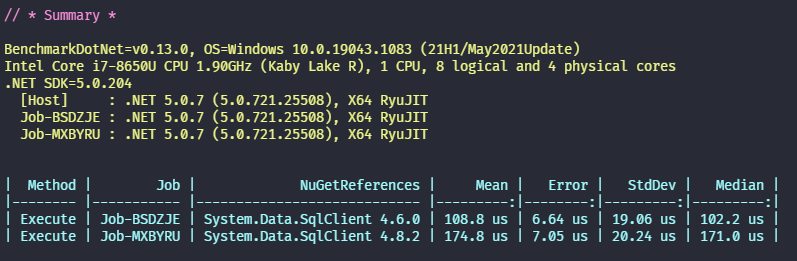 // * Summary *
BenchmarkDotNet=v0.13.0, OS=Windows 10.0.19043.1083 (21H1/May2021Update)
Intel Core i7-8650U CPU 1.90GHz (Kaby Lake R), 1 CPU, 8 logical and 4 physical cores
.NET SDK=5.0.204
  [Host]     : .NET 5.0.7 (5.0.721.25508), X64 RyuJIT
  Job-BSDZJE : .NET 5.0.7 (5.0.721.25508), X64 RyuJIT
  Job-MXBYRU : .NET 5.0.7 (5.0.721.25508), X64 RyuJIT
|  Method |        Job |             NuGetReferences |     Mean |   Error |   StdDev |   Median |
|-------- |----------- |---------------------------- |---------:|--------:|---------:|---------:|
| Execute | Job-BSDZJE | System.Data.SqlClient 4.6.0 | 108.8 us | 6.64 us | 19.06 us | 102.2 us |
| Execute | Job-MXBYRU | System.Data.SqlClient 4.8.2 | 174.8 us | 7.05 us | 20.24 us | 171.0 us |